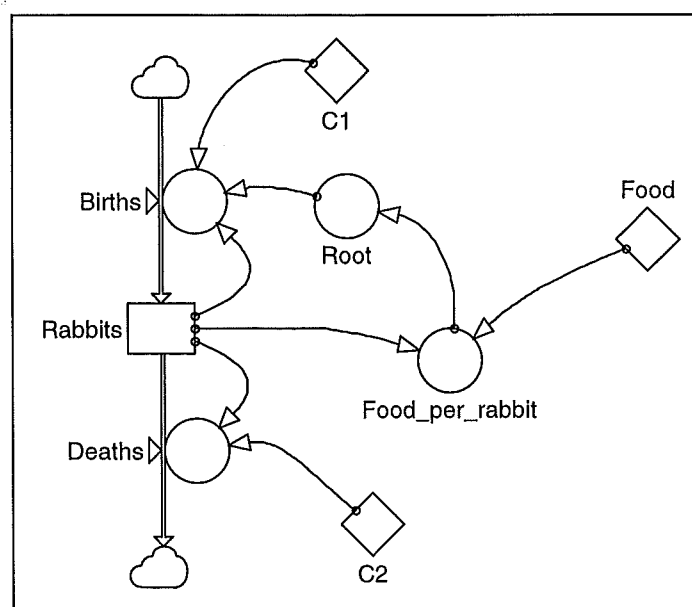 C1
Births
Root
Food
Rabbits
Food_per_rabbit
Deaths
C2